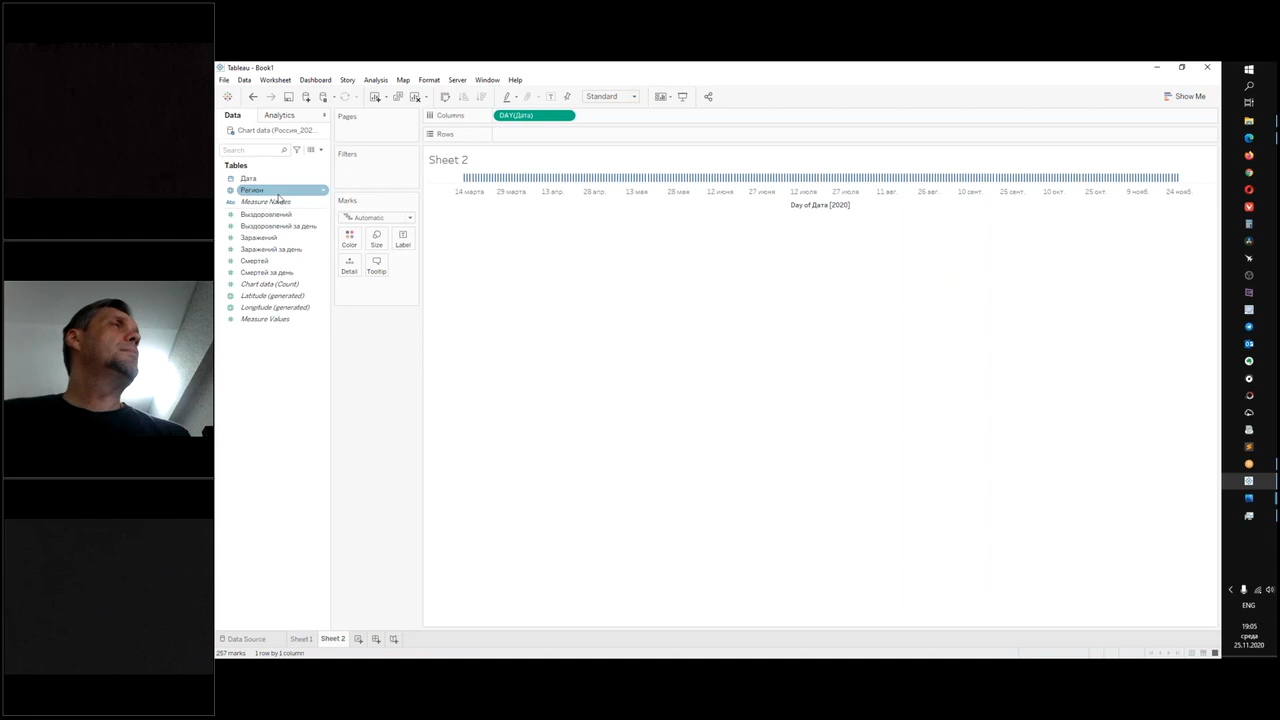 Tableau - Book1
File Data Worksheet Dashboard Story Analysis Map Format Server Window Help
Standard
Show Me
Data Analytics
Chart data (Россия_202...
Search
Tables
Дата
Регион
Measure Names
Выздоровлений
Выздоровлений за день
Заражений
Заражений за день
Смертей
Смертей за день
Chart data (Count)
Latitude (generated)
Longitude (generated)
Measure Values
Pages
Filters
Marks
Automatic
Color Size Label
Detail Tooltip
Columns DAY(Дата)
Rows
Sheet 2
14 марта 29 марта 13 апр. 28 апр. 13 мая 28 мая 12 июня 27 июня 12 июля 27 июля 11 авг. 26 авг. 10 сент. 25 сент. 10 окт. 25 окт. 9 нояб. 24 нояб.
Day of Дата [2020]
Data Source Sheet 1 Sheet 2
257 marks 1 row by 1 column
ENG
19:05
среда
25.11.2020